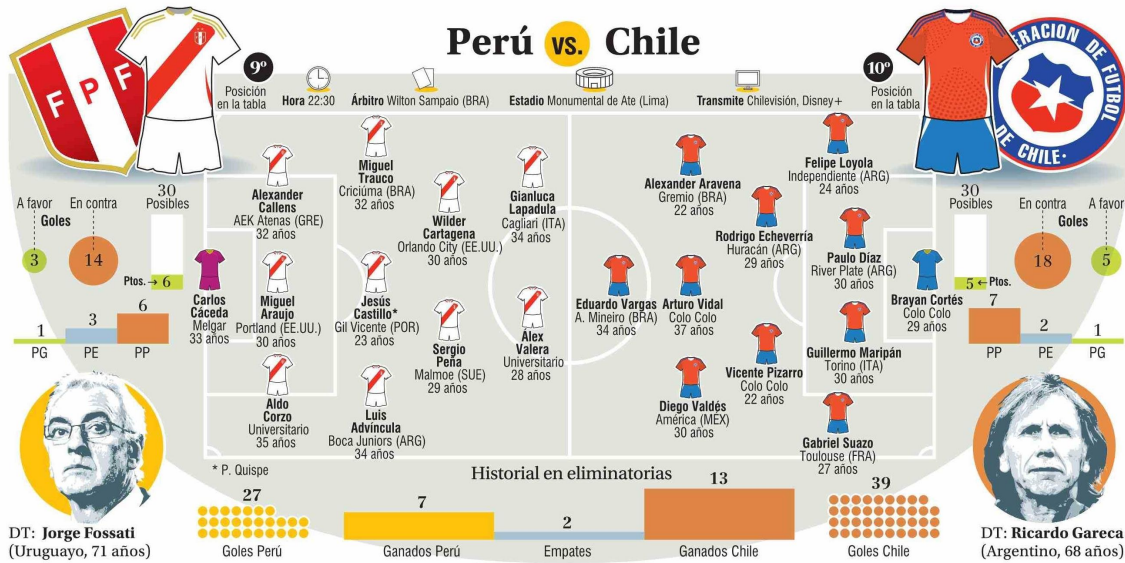 Perú vs. Chile
F P F
FEDERACION DE FUTBOL
DE CHILE·
9º
Posición
en la tabla
Hora 22:30
Árbitro Wilton Sampaio (BRA)
Estadio Monumental de Ate (Lima)
Transmite Chilevisión, Disney+
10º
Posición
en la tabla
A favor
En contra
Goles
3
14
30
Posibles
Ptos.→ 6
1
PG
3
PE
6
PP
Carlos
Cáceda
Melgar
33 años
Alexander
Callens
AEK Atenas (GRE)
32 años
Miguel
Araujo
Portland (EE.UU.)
30 años
Aldo
Corzo
Universitario
35 años
Miguel
Trauco
Criciúma (BRA)
32 años
Jesús
Castillo*
Gil Vicente (POR)
23 años
Luis
Advíncula
Boca Juniors (ARG)
34 años
Wilder
Cartagena
Orlando City (EE.UU.)
30 años
Sergio
Peña
Malmoe (SUE)
29 años
Gianluca
Lapadula
Cagliari (ITA)
34 años
Álex
Valera
Universitario
28 años
Eduardo Vargas
A. Mineiro (BRA)
34 años
Alexander Aravena
Gremio (BRA)
22 años
Arturo Vidal
Colo Colo
37 años
Diego Valdés
América (MEX)
30 años
Rodrigo Echeverría
Huracán (ARG)
29 años
Vicente Pizarro
Colo Colo
22 años
Felipe Loyola
Independiente (ARG)
24 años
Paulo Díaz
River Plate (ARG)
30 años
Guillermo Maripán
Torino (ITA)
30 años
Gabriel Suazo
Toulouse (FRA)
27 años
Brayan Cortés
Colo Colo
29 años
30
Posibles
5 ←Ptos.
En contra
A favor
Goles
18
5
7
PP
2
PE
1
PG
* P. Quispe
DT: Jorge Fossati
(Uruguayo, 71 años)
Historial en eliminatorias
27
Goles Perú
7
Ganados Perú
2
Empates
13
Ganados Chile
39
Goles Chile
DT: Ricardo Gareca
(Argentino, 68 años)